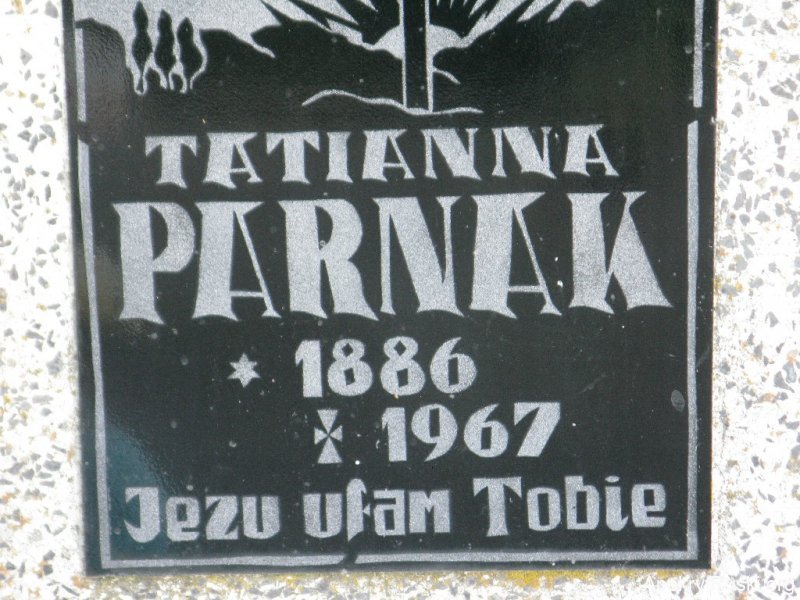 TATIANNA
PARNAK
* 1886
✠ 1967
Jezu ufam Tobie